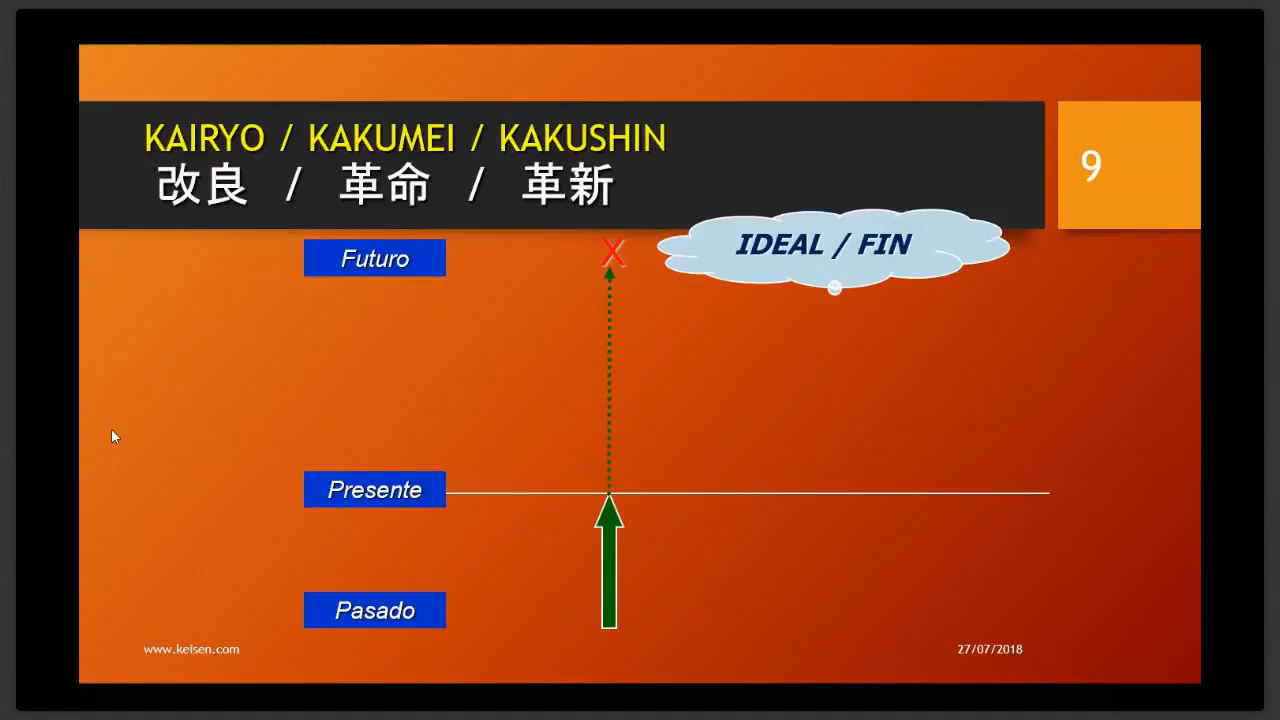 KAIRYO / KAKUMEI / KAKUSHIN
改良 / 革命 / 革新
9
IDEAL / FIN
Futuro
X
Presente
Pasado
www.keisen.com
27/07/2018